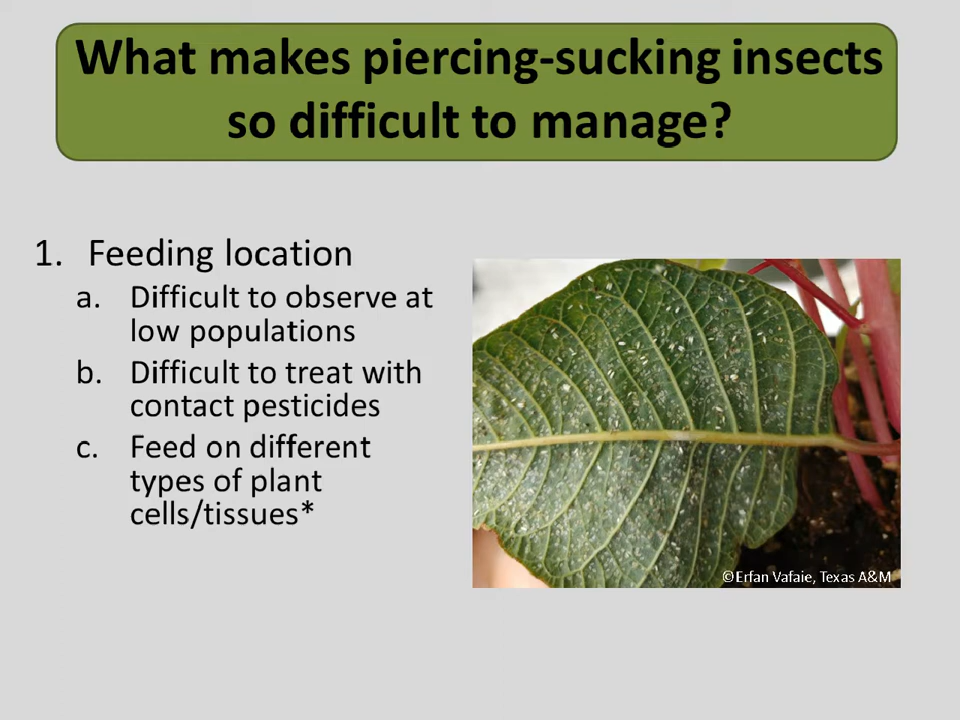 What makes piercing-sucking insects
so difficult to manage?
1. Feeding location
a. Difficult to observe at
low populations
b. Difficult to treat with
contact pesticides
c. Feed on different
types of plant
cells/tissues*
©Erfan Vafaie, Texas A&M